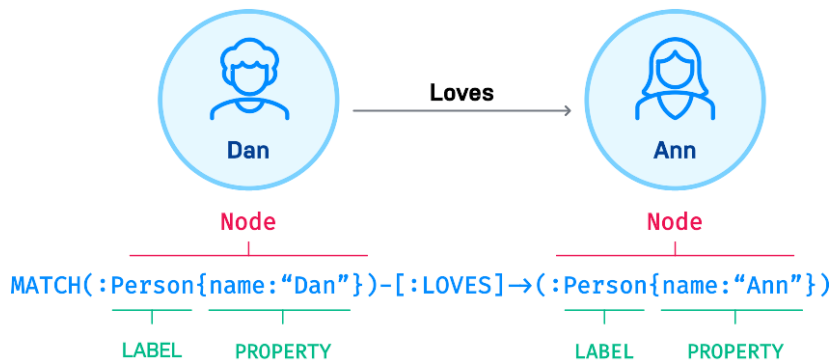 Loves
Dan
Ann
Node
Node
MATCH(:Person{name:“Dan”})-[:LOVES]→(:Person{name:“Ann”})
LABEL
PROPERTY
LABEL
PROPERTY